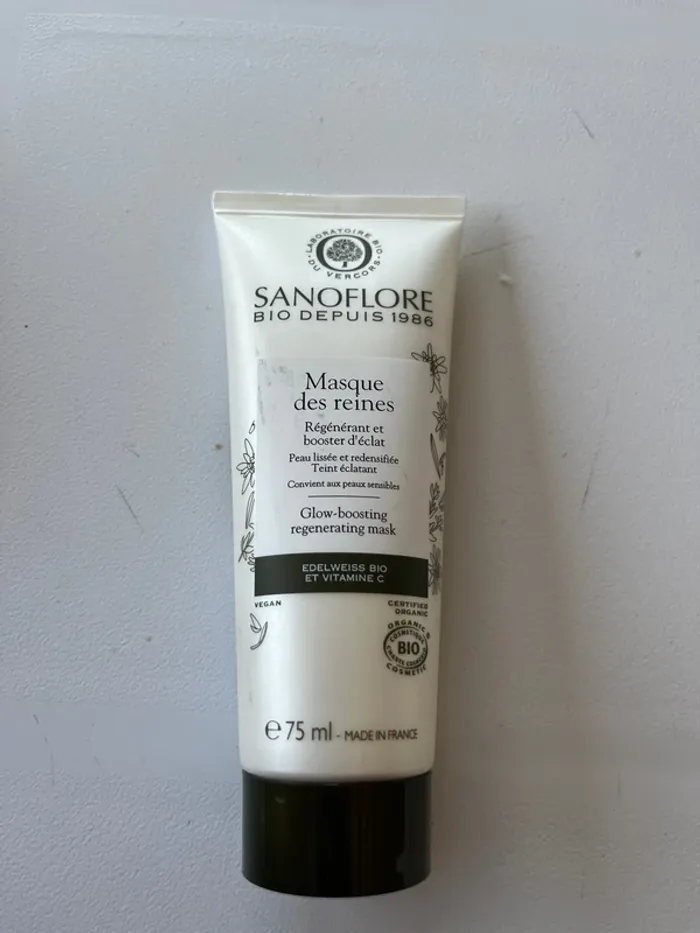 LABORATOIRE BIO
DU VERCORS
SANOFLORE
BIO DEPUIS 1986
Masque
des reines
Régénérant et
booster d'éclat
Peau lissée et redensifiée
Teint éclatant
Convient aux peaux sensibles
Glow-boosting
regenerating mask
EDELWEISS BIO
ET VITAMINE C
VEGAN
CERTIFIED
ORGANIC
ORGANIC
COSMÉTIQUE
BIO
COSMETIC
℮ 75 ml - MADE IN FRANCE